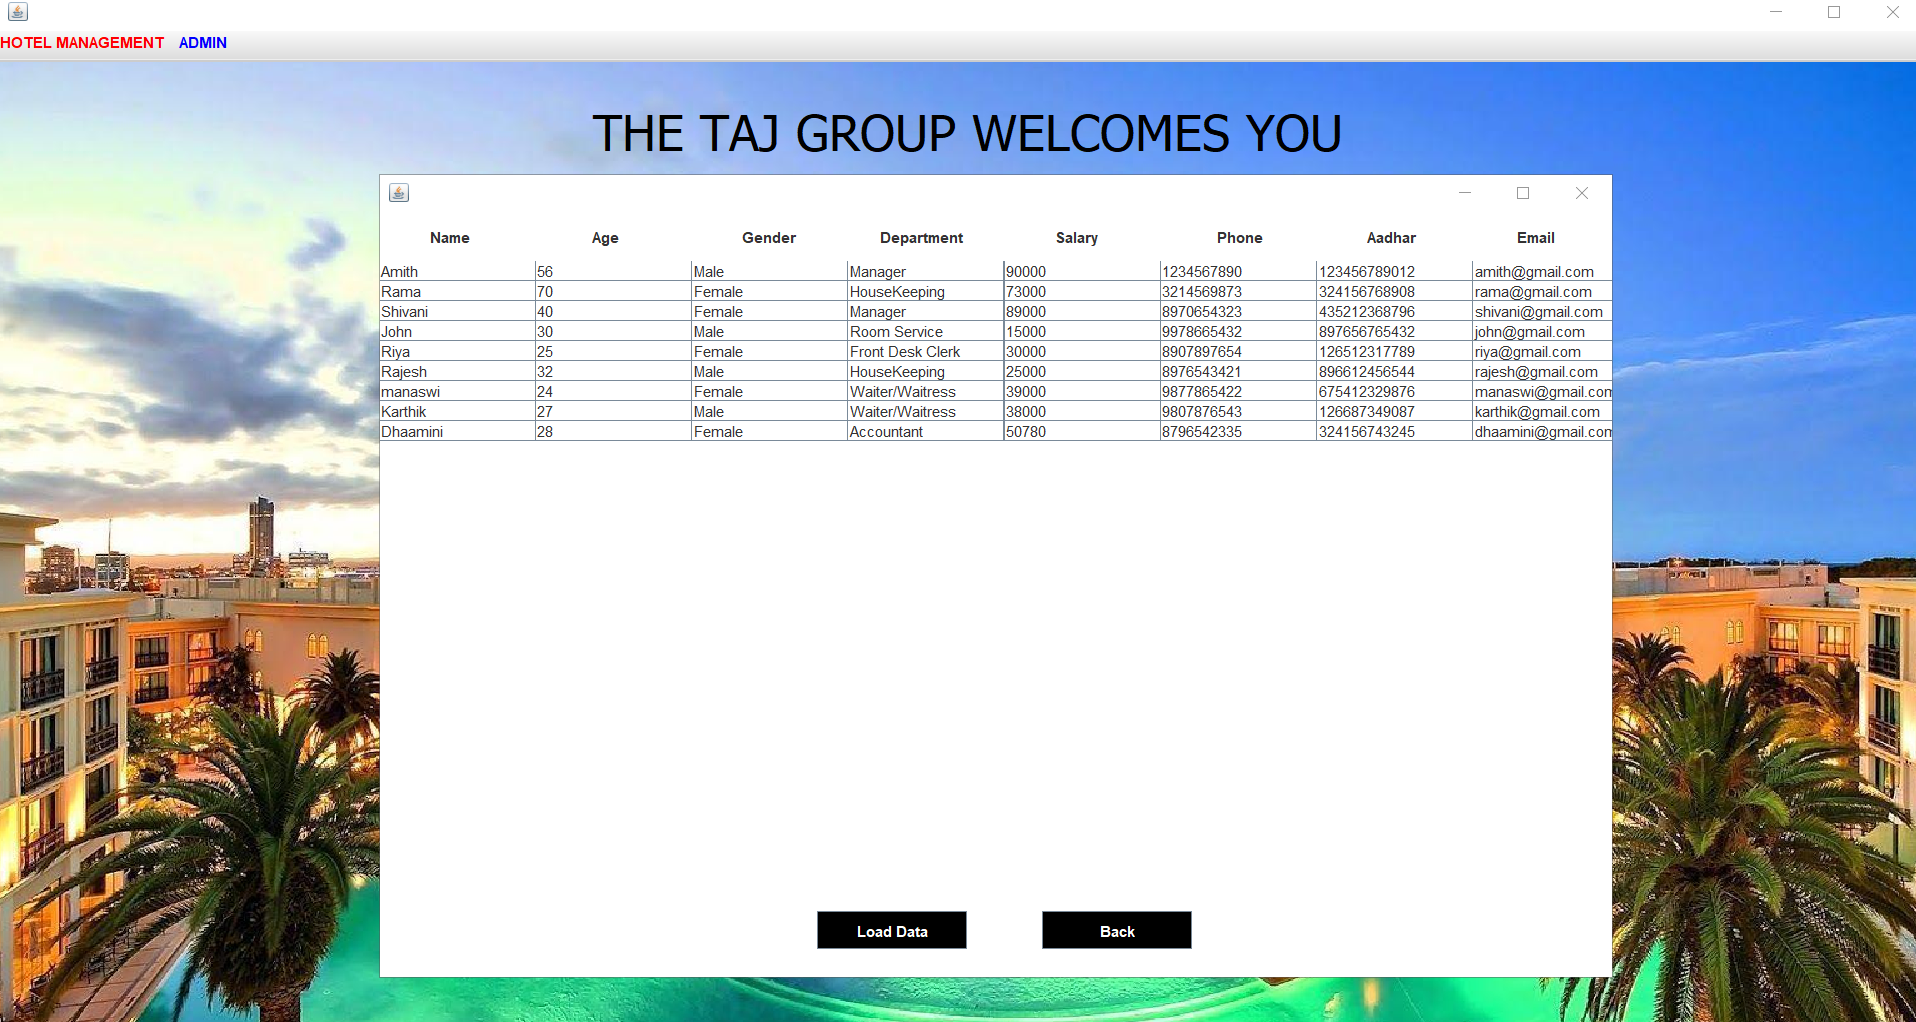 HOTEL MANAGEMENT ADMIN
THE TAJ GROUP WELCOMES YOU
Name Age Gender Department Salary Phone Aadhar Email
Amith 56 Male Manager 90000 1234567890 123456789012 amith@gmail.com
Rama 70 Female HouseKeeping 73000 3214569873 324156768908 rama@gmail.com
Shivani 40 Female Manager 89000 8970654323 435212368796 shivani@gmail.com
John 30 Male Room Service 15000 9978665432 897656765432 john@gmail.com
Riya 25 Female Front Desk Clerk 30000 8907897654 126512317789 riya@gmail.com
Rajesh 32 Male HouseKeeping 25000 8976543421 896612456544 rajesh@gmail.com
manaswi 24 Female Waiter/Waitress 39000 9877865422 675412329876 manaswi@gmail.com
Karthik 27 Male Waiter/Waitress 38000 9807876543 126687349087 karthik@gmail.com
Dhaamini 28 Female Accountant 50780 8796542335 324156743245 dhaamini@gmail.com
Load Data Back